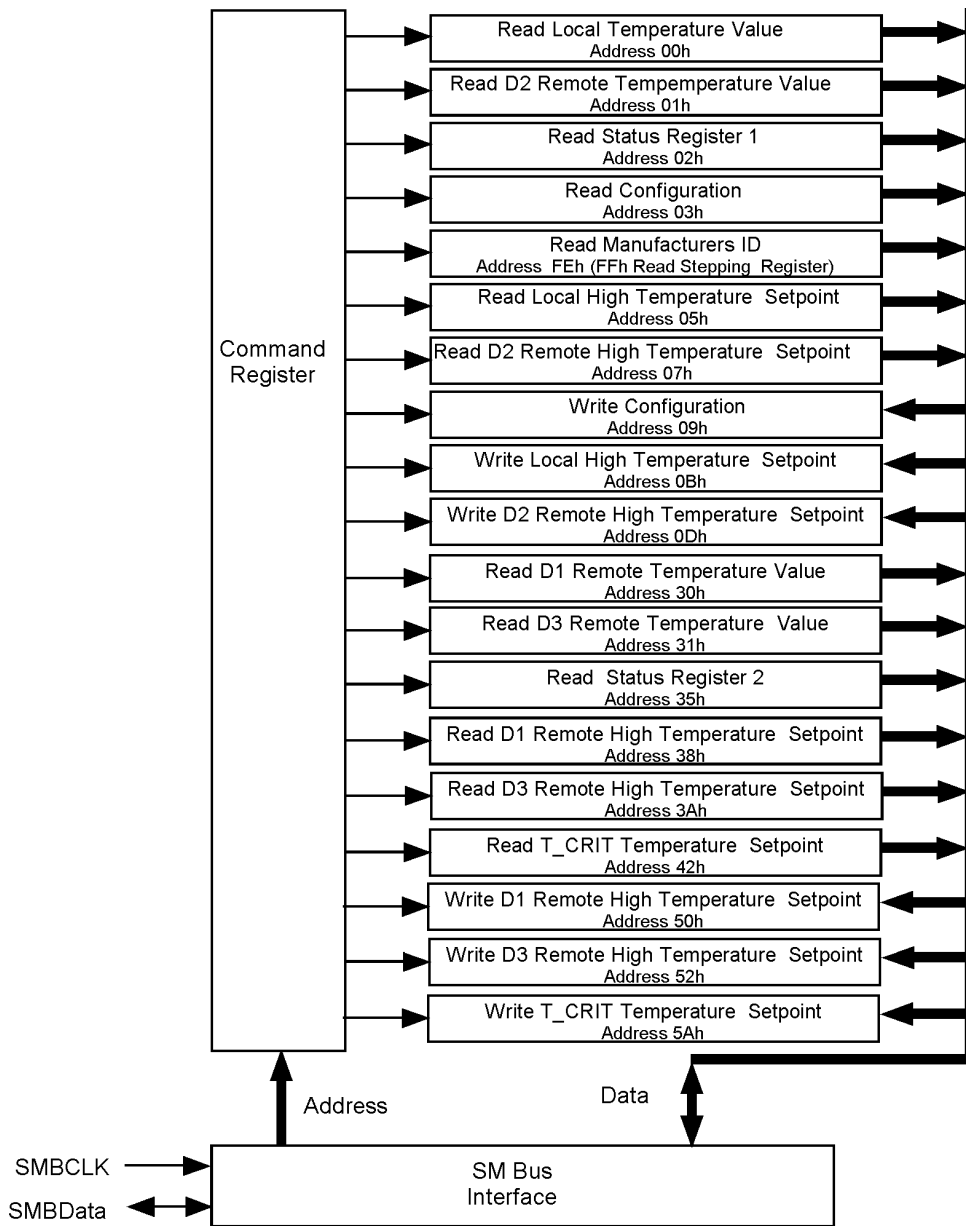 Command
Register
Read Local Temperature Value
Address 00h
Read D2 Remote Tempemperature Value
Address 01h
Read Status Register 1
Address 02h
Read Configuration
Address 03h
Read Manufacturers ID
Address FEh (FFh Read Stepping Register)
Read Local High Temperature Setpoint
Address 05h
Read D2 Remote High Temperature Setpoint
Address 07h
Write Configuration
Address 09h
Write Local High Temperature Setpoint
Address 0Bh
Write D2 Remote High Temperature Setpoint
Address 0Dh
Read D1 Remote Temperature Value
Address 30h
Read D3 Remote Temperature Value
Address 31h
Read Status Register 2
Address 35h
Read D1 Remote High Temperature Setpoint
Address 38h
Read D3 Remote High Temperature Setpoint
Address 3Ah
Read T_CRIT Temperature Setpoint
Address 42h
Write D1 Remote High Temperature Setpoint
Address 50h
Write D3 Remote High Temperature Setpoint
Address 52h
Write T_CRIT Temperature Setpoint
Address 5Ah
Address
Data
SMBCLK
SMBData
SM Bus
Interface